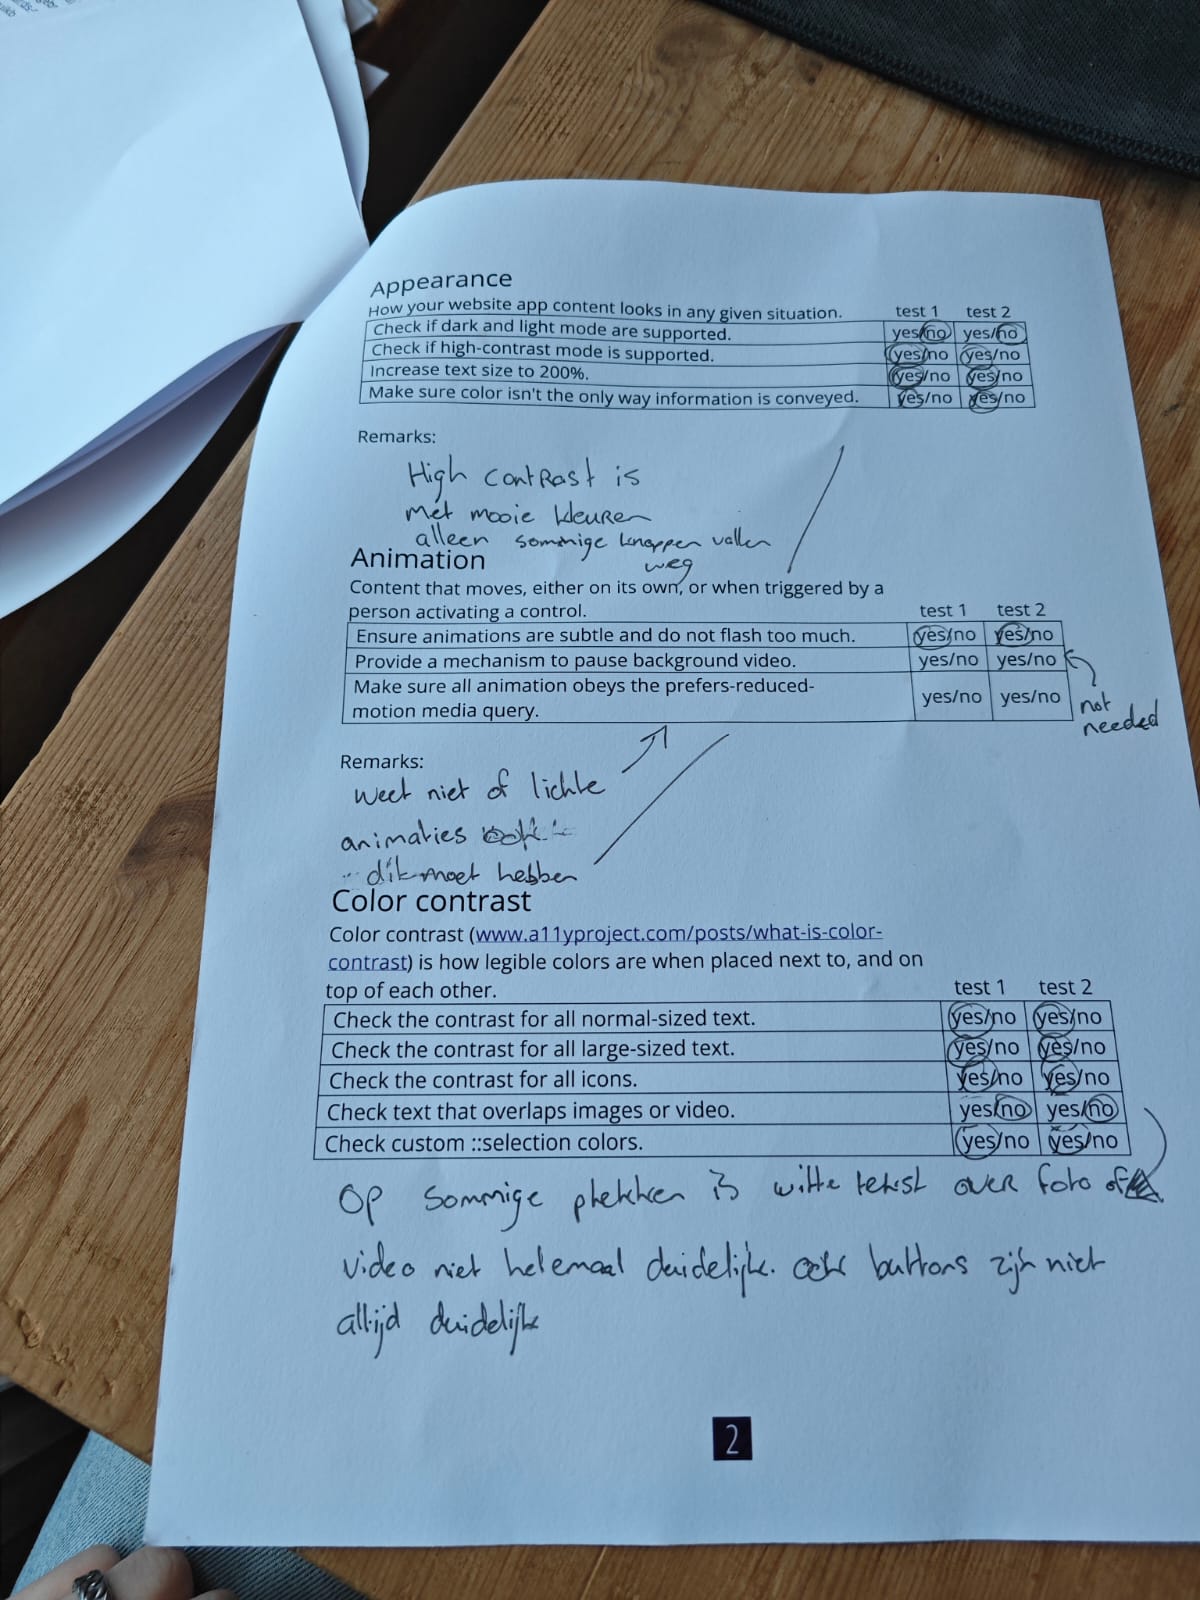 Appearance
How your website app content looks in any given situation. test 1 test 2
Check if dark and light mode are supported. yes/no yes/no
Check if high-contrast mode is supported. yes/no yes/no
Increase text size to 200%. yes/no yes/no
Make sure color isn't the only way information is conveyed. yes/no yes/no
Remarks:
High contrast is
met mooie kleuren
alleen sommige knoppen vallen
weg
Animation
Content that moves, either on its own, or when triggered by a
person activating a control. test 1 test 2
Ensure animations are subtle and do not flash too much. yes/no yes/no
Provide a mechanism to pause background video. yes/no yes/no
Make sure all animation obeys the prefers-reduced-
motion media query. yes/no yes/no
not
needed
Remarks:
weet niet of lichte
animaties
dit moet hebben
Color contrast
Color contrast (www.a11yproject.com/posts/what-is-color-
contrast) is how legible colors are when placed next to, and on
top of each other. test 1 test 2
Check the contrast for all normal-sized text. yes/no yes/no
Check the contrast for all large-sized text. yes/no yes/no
Check the contrast for all icons. yes/no yes/no
Check text that overlaps images or video. yes/no yes/no
Check custom ::selection colors. yes/no yes/no
Op sommige plekken is witte tekst over foto of
video niet helemaal duidelijk. ook buttons zijn niet
altijd duidelijk
2